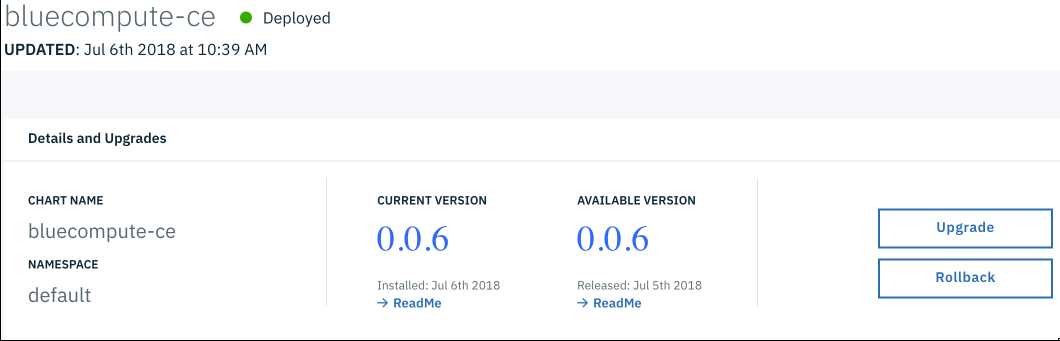 bluecompute-ce Deployed
UPDATED: Jul 6th 2018 at 10:39 AM
Details and Upgrades
CHART NAME
bluecompute-ce
NAMESPACE
default
CURRENT VERSION
0.0.6
Installed: Jul 6th 2018
→ ReadMe
AVAILABLE VERSION
0.0.6
Released: Jul 5th 2018
→ ReadMe
Upgrade
Rollback